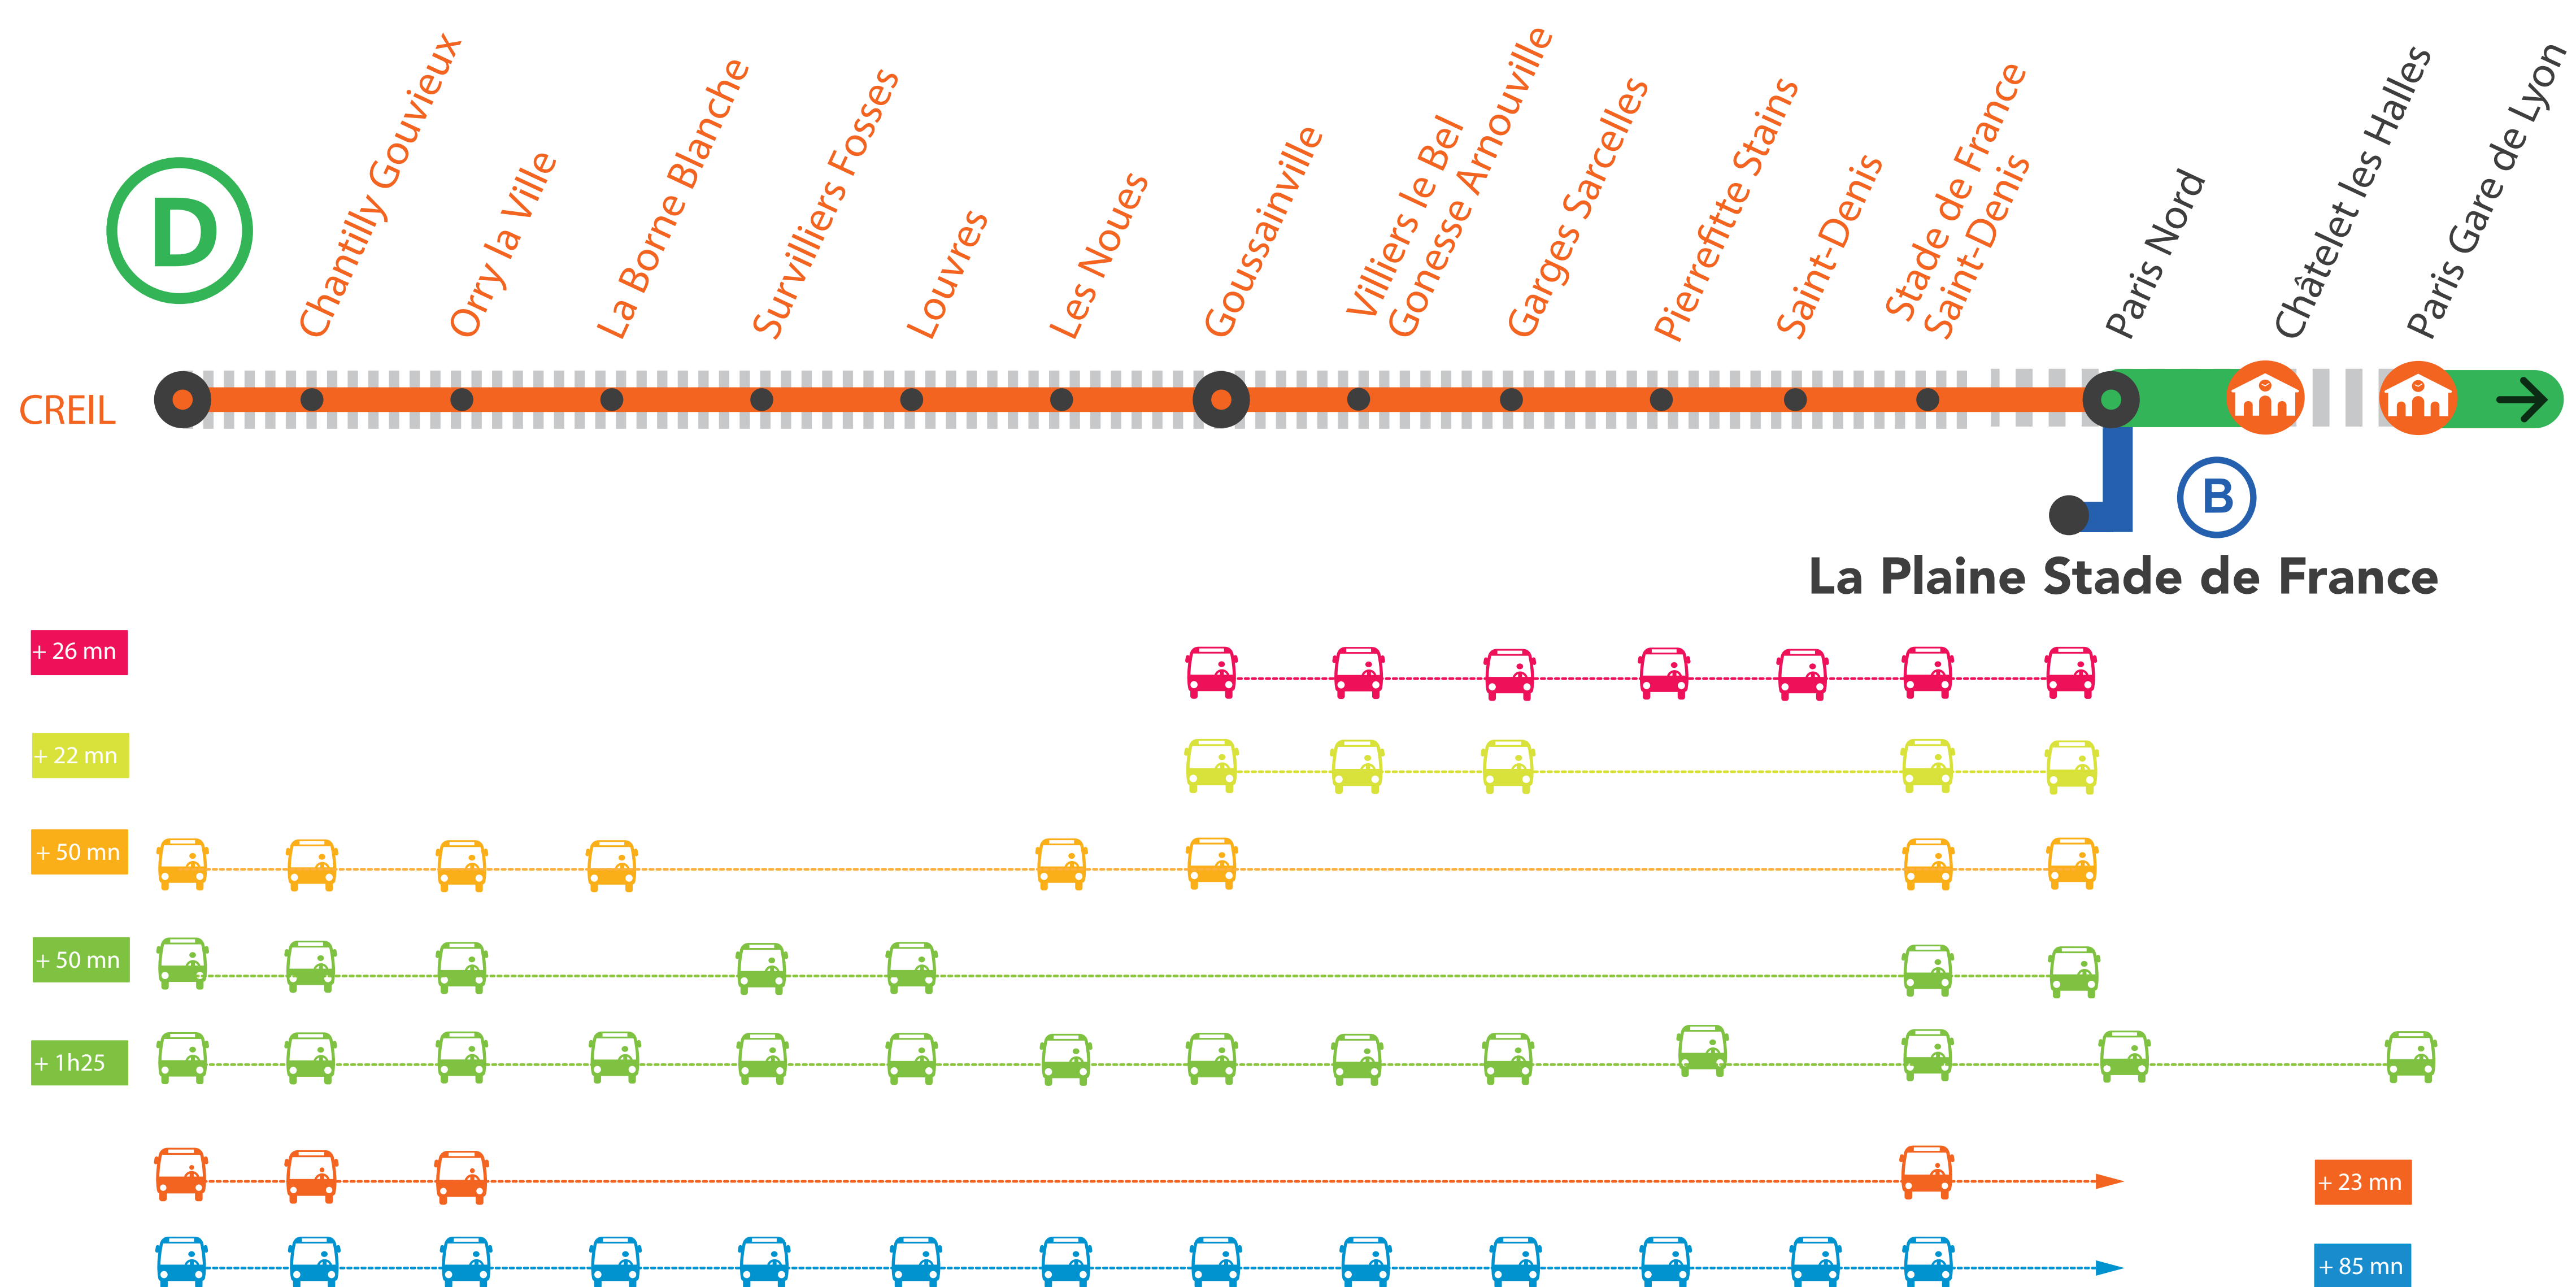 D
Chantilly Gouvieux
Orry la Ville
La Borne Blanche
Survilliers Fosses
Louvres
Les Noues
Goussainville
Villiers le Bel
Gonesse Arnouville
Garges Sarcelles
Pierrefitte Stains
Saint-Denis
Stade de France
Saint-Denis
Paris Nord
Châtelet les Halles
Paris Gare de Lyon
CREIL
B
La Plaine Stade de France
+ 26 mn
+ 22 mn
+ 50 mn
+ 50 mn
+ 1h25
+ 23 mn
+ 85 mn